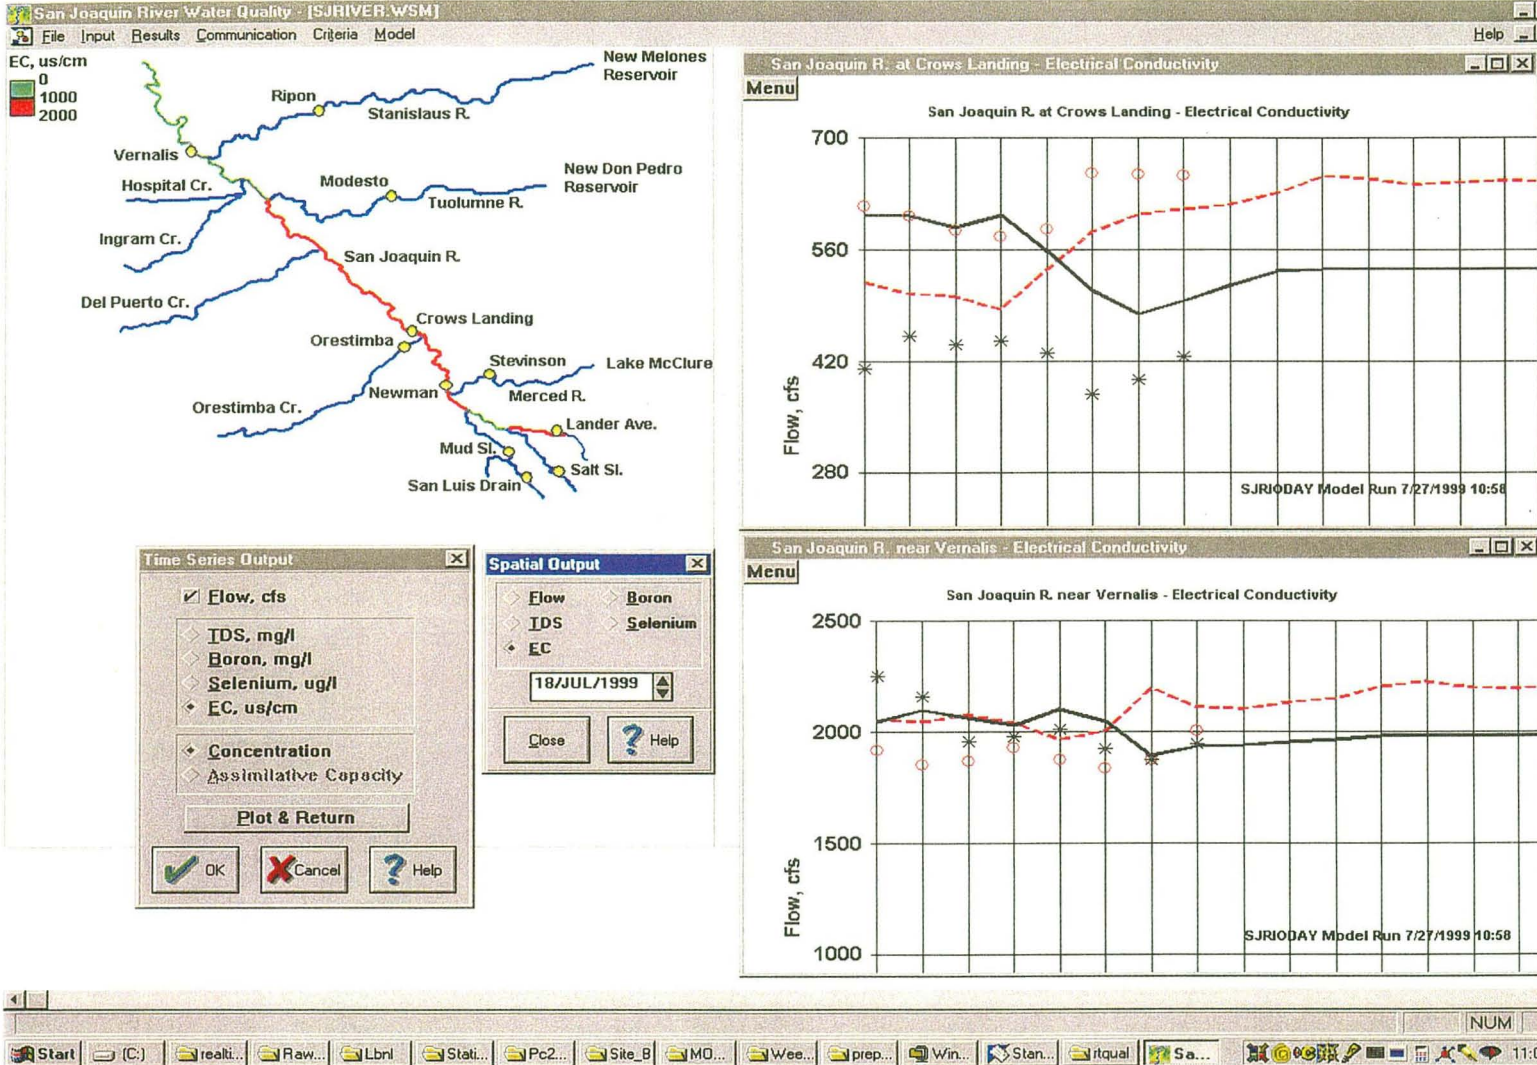 San Joaquin River Water Quality - [SJRIVER.WSM]
File Input Results Communication Criteria Model Help
EC, us/cm
0
1000
2000
New Melones
Reservoir
Ripon
Stanislaus R.
Vernalis
Hospital Cr.
Modesto
New Don Pedro
Reservoir
Tuolumne R.
Ingram Cr.
San Joaquin R.
Del Puerto Cr.
Crows Landing
Orestimba
Stevinson
Lake McClure
Newman
Merced R.
Orestimba Cr.
Lander Ave.
Mud Sl.
Salt Sl.
San Luis Drain
San Joaquin R. at Crows Landing - Electrical Conductivity
Menu
San Joaquin R. at Crows Landing - Electrical Conductivity
700
560
420
280
Flow, cfs
SJRIODAY Model Run 7/27/1999 10:58
San Joaquin R. near Vernalis - Electrical Conductivity
Menu
San Joaquin R. near Vernalis - Electrical Conductivity
2500
2000
1500
1000
Flow, cfs
SJRIODAY Model Run 7/27/1999 10:58
Time Series Output
Flow, cfs
TDS, mg/l
Boron, mg/l
Selenium, ug/l
EC, us/cm
Concentration
Assimilative Capacity
Plot & Return
OK Cancel ? Help
Spatial Output
Flow Boron
TDS Selenium
EC
18/JUL/1999
Close ? Help
NUM
Start (C:) realti... Raw... Lbnl Stati... Pc2... Site_B MO... Wee... prep... Win... Stan... rtqual Sa...